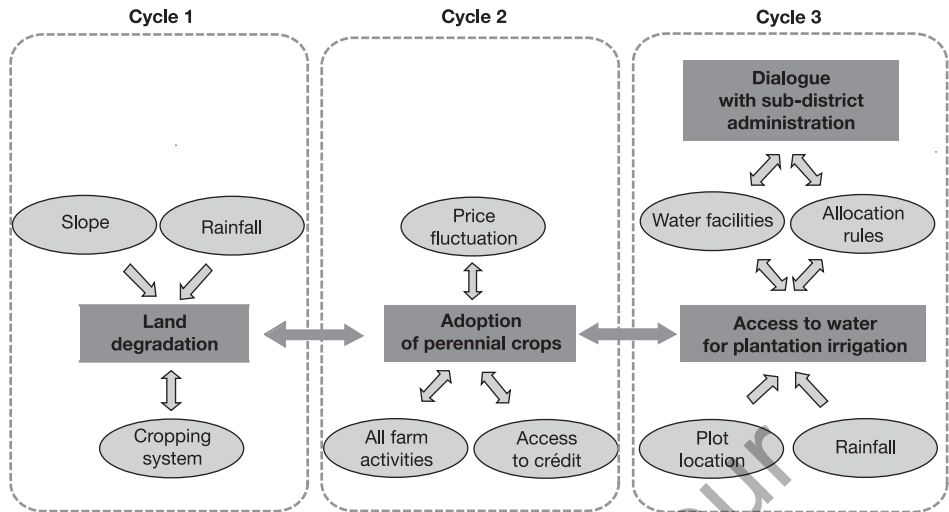 Cycle 1
Cycle 2
Cycle 3
Dialogue
with sub-district
administration
Slope
Rainfall
Price
fluctuation
Water facilities
Allocation
rules
Land
degradation
Adoption
of perennial crops
Access to water
for plantation irrigation
Cropping
system
All farm
activities
Access
to crédit
Plot
location
Rainfall